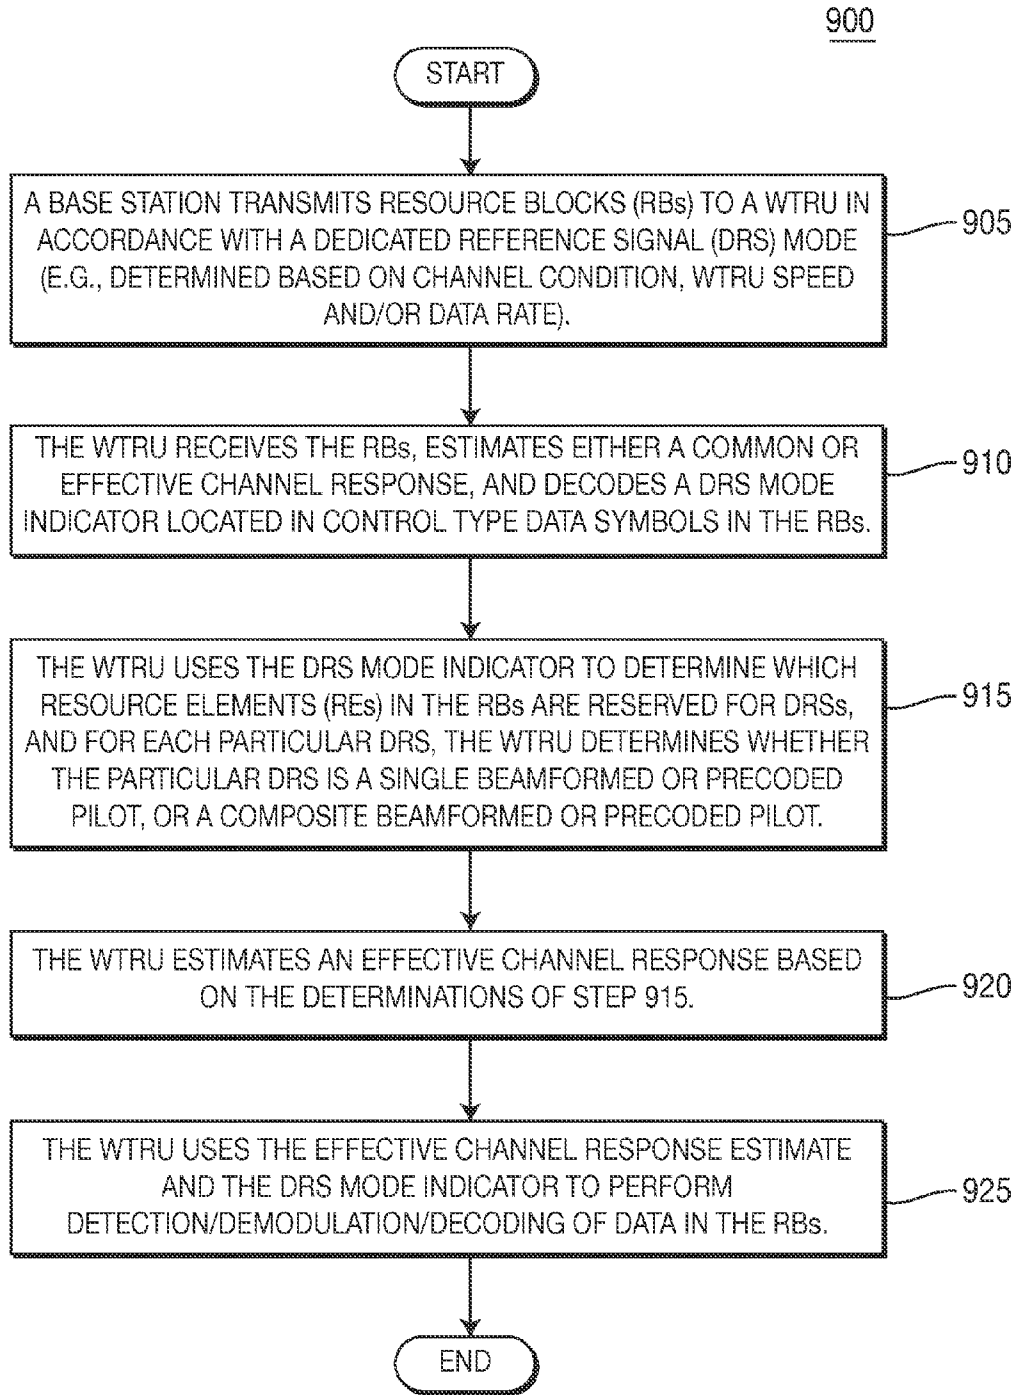 900
START
A BASE STATION TRANSMITS RESOURCE BLOCKS (RBs) TO A WTRU IN
ACCORDANCE WITH A DEDICATED REFERENCE SIGNAL (DRS) MODE
(E.G., DETERMINED BASED ON CHANNEL CONDITION, WTRU SPEED
AND/OR DATA RATE).
905
THE WTRU RECEIVES THE RBs, ESTIMATES EITHER A COMMON OR
EFFECTIVE CHANNEL RESPONSE, AND DECODES A DRS MODE
INDICATOR LOCATED IN CONTROL TYPE DATA SYMBOLS IN THE RBs.
910
THE WTRU USES THE DRS MODE INDICATOR TO DETERMINE WHICH
RESOURCE ELEMENTS (REs) IN THE RBs ARE RESERVED FOR DRSs,
AND FOR EACH PARTICULAR DRS, THE WTRU DETERMINES WHETHER
THE PARTICULAR DRS IS A SINGLE BEAMFORMED OR PRECODED
PILOT, OR A COMPOSITE BEAMFORMED OR PRECODED PILOT.
915
THE WTRU ESTIMATES AN EFFECTIVE CHANNEL RESPONSE BASED
ON THE DETERMINATIONS OF STEP 915.
920
THE WTRU USES THE EFFECTIVE CHANNEL RESPONSE ESTIMATE
AND THE DRS MODE INDICATOR TO PERFORM
DETECTION/DEMODULATION/DECODING OF DATA IN THE RBs.
925
END